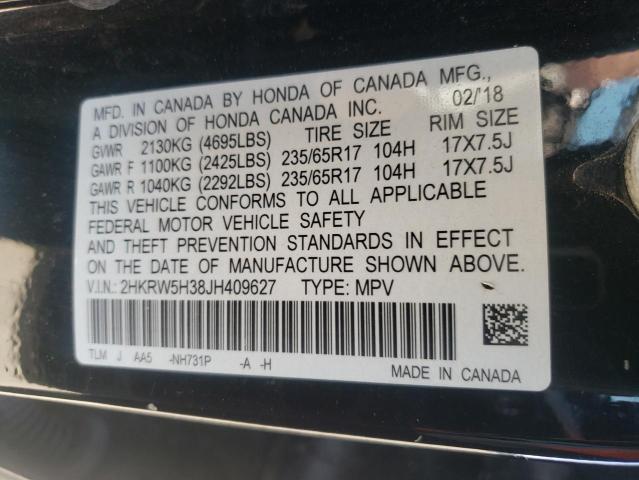 MFD. IN CANADA BY HONDA OF CANADA MFG.,
A DIVISION OF HONDA CANADA INC. 02/'18
GVWR 2130KG (4695LBS) TIRE SIZE RIM SIZE
GAWR F 1100KG (2425LBS) 235/65R17 104H 17X7.5J
GAWR R 1040KG (2292LBS) 235/65R17 104H 17X7.5J
THIS VEHICLE CONFORMS TO ALL APPLICABLE
FEDERAL MOTOR VEHICLE SAFETY
AND THEFT PREVENTION STANDARDS IN EFFECT
ON THE DATE OF MANUFACTURE SHOWN ABOVE.
V.I.N.: 2HKRW5H38JH409627 TYPE: MPV
TLM J AA5 -NH731P -A -H
MADE IN CANADA